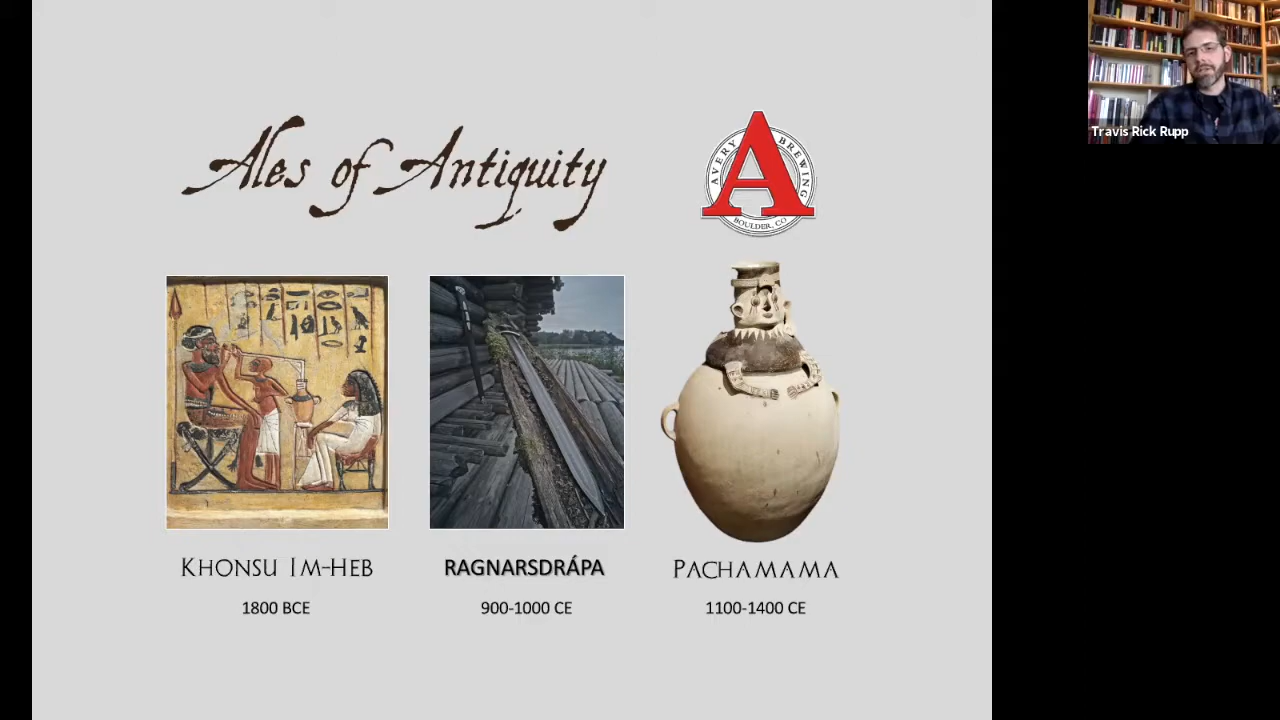 Ales of Antiquity
AVERY BREWING
BOULDER, CO
A
Travis Rick Rupp
KHONSU IM-HEB
RAGNARSDRÁPA
PACHAMAMA
1800 BCE
900-1000 CE
1100-1400 CE